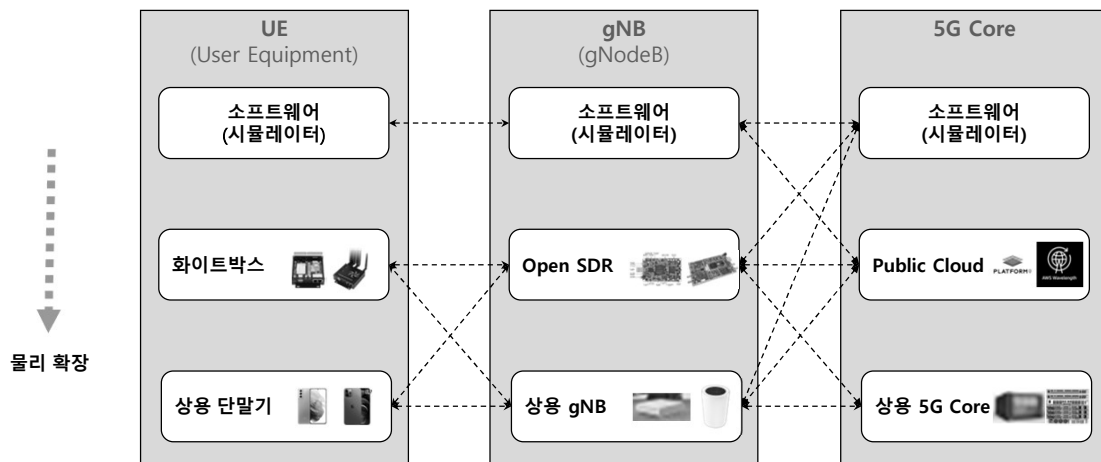 UE
(User Equipment)
gNB
(gNodeB)
5G Core
소프트웨어
(시뮬레이터)
소프트웨어
(시뮬레이터)
소프트웨어
(시뮬레이터)
화이트박스
Open SDR
Public Cloud
PLATFORM9
AWS Wavelength
물리 확장
상용 단말기
상용 gNB
상용 5G Core